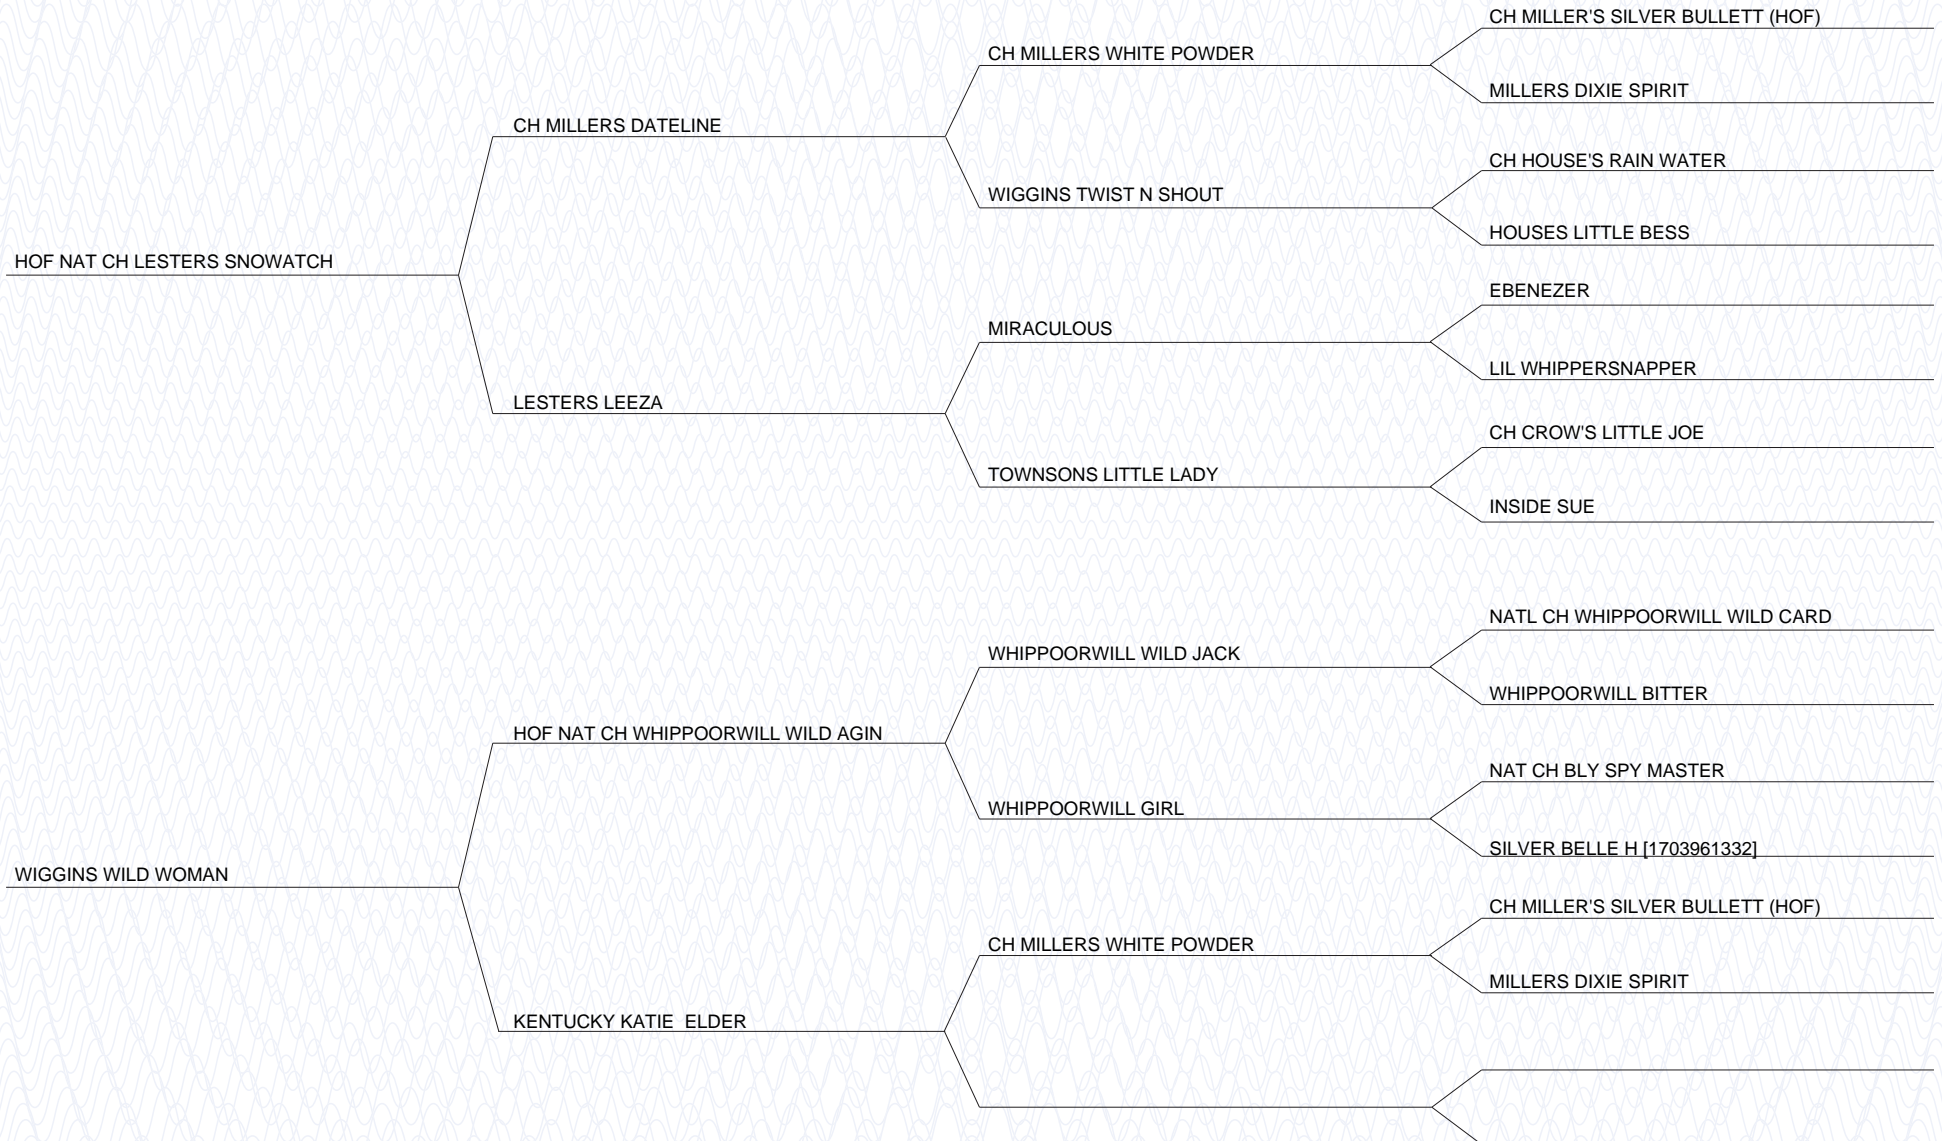 CH MILLER'S SILVER BULLETT (HOF)
CH MILLERS WHITE POWDER
MILLERS DIXIE SPIRIT
CH MILLERS DATELINE
CH HOUSE'S RAIN WATER
WIGGINS TWIST N SHOUT
HOUSES LITTLE BESS
HOF NAT CH LESTERS SNOWATCH
EBENEZER
MIRACULOUS
LIL WHIPPERSNAPPER
LESTERS LEEZA
CH CROW'S LITTLE JOE
TOWNSONS LITTLE LADY
INSIDE SUE
NATL CH WHIPPOORWILL WILD CARD
WHIPPOORWILL WILD JACK
WHIPPOORWILL BITTER
HOF NAT CH WHIPPOORWILL WILD AGIN
NAT CH BLY SPY MASTER
WHIPPOORWILL GIRL
SILVER BELLE H [1703961332]
WIGGINS WILD WOMAN
CH MILLER'S SILVER BULLETT (HOF)
CH MILLERS WHITE POWDER
MILLERS DIXIE SPIRIT
KENTUCKY KATIE  ELDER